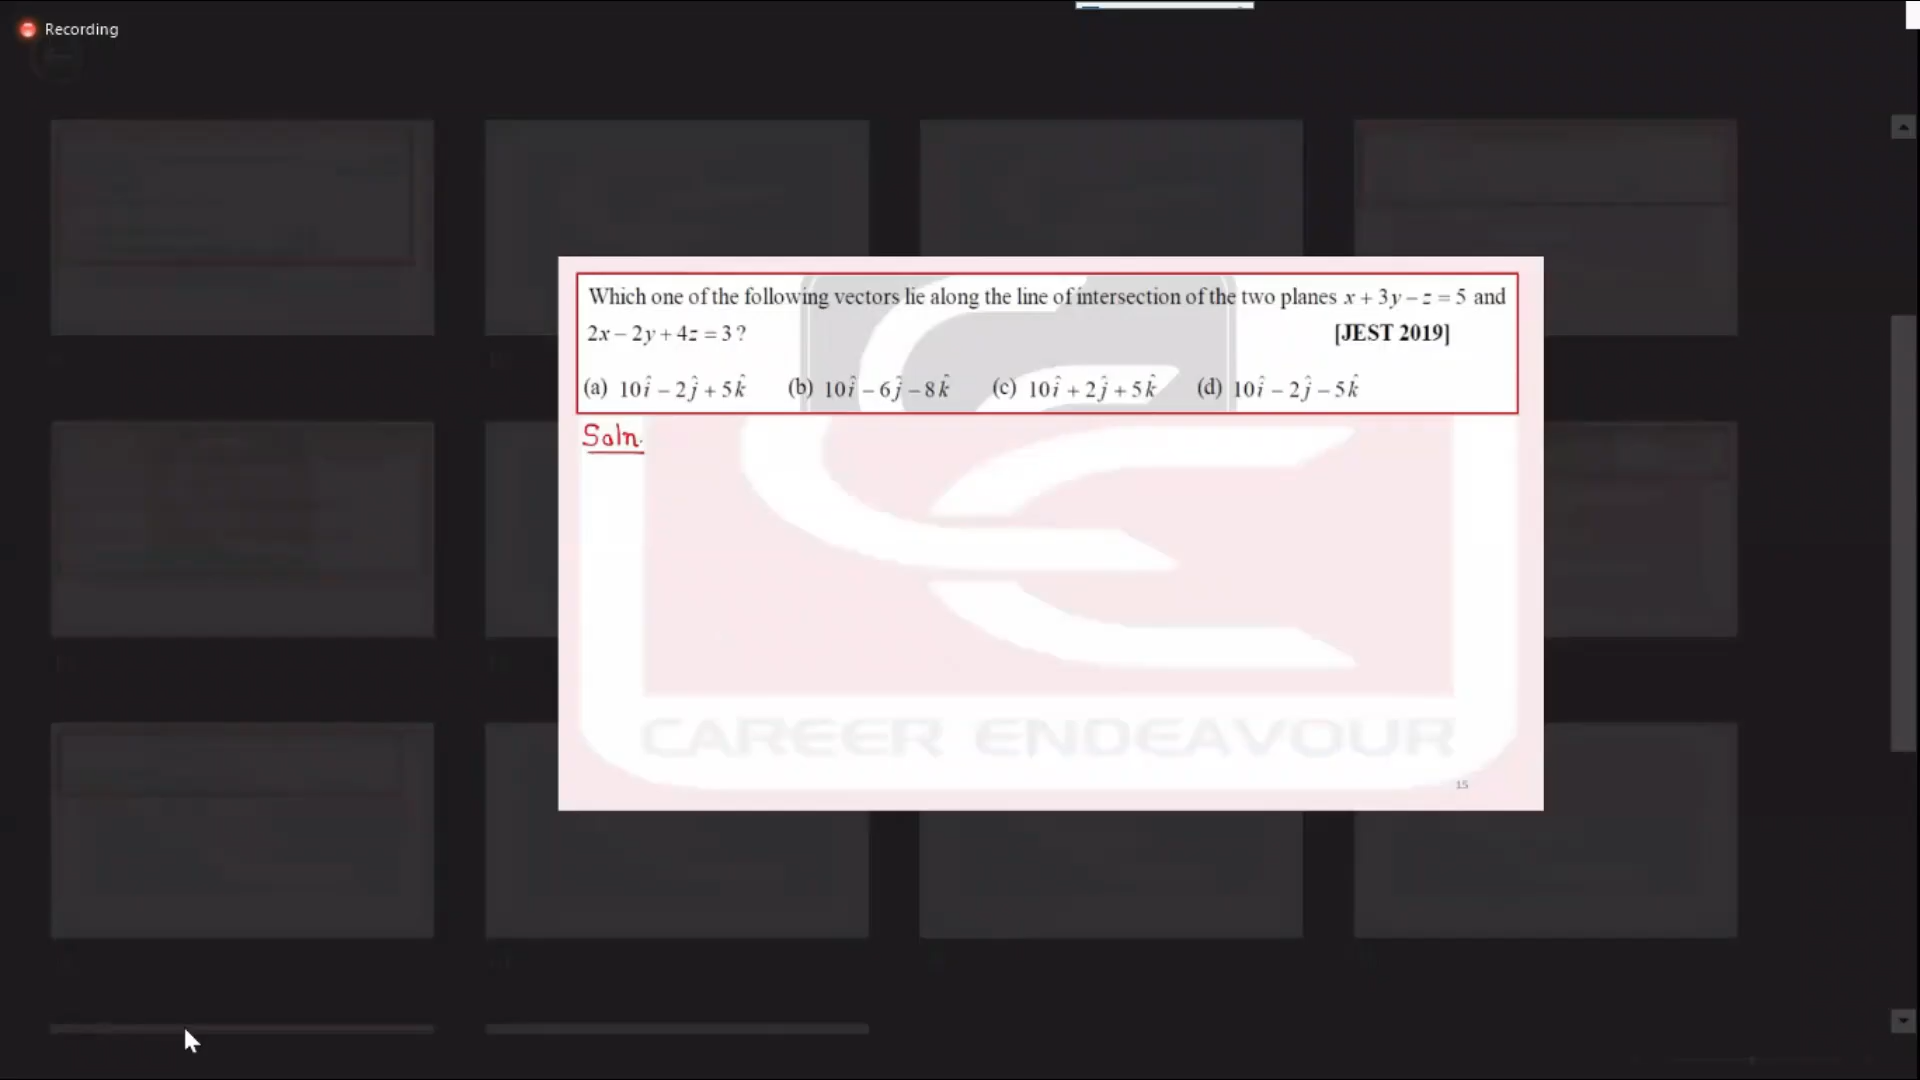 Recording
Which one of the following vectors lie along the line of intersection of the two planes x + 3y − z = 5 and
2x − 2y + 4z = 3 ? [JEST 2019]
(a) 10î − 2ĵ + 5k̂ (b) 10î − 6ĵ − 8k̂ (c) 10î + 2ĵ + 5k̂ (d) 10î − 2ĵ − 5k̂
Soln.
CAREER ENDEAVOUR
15